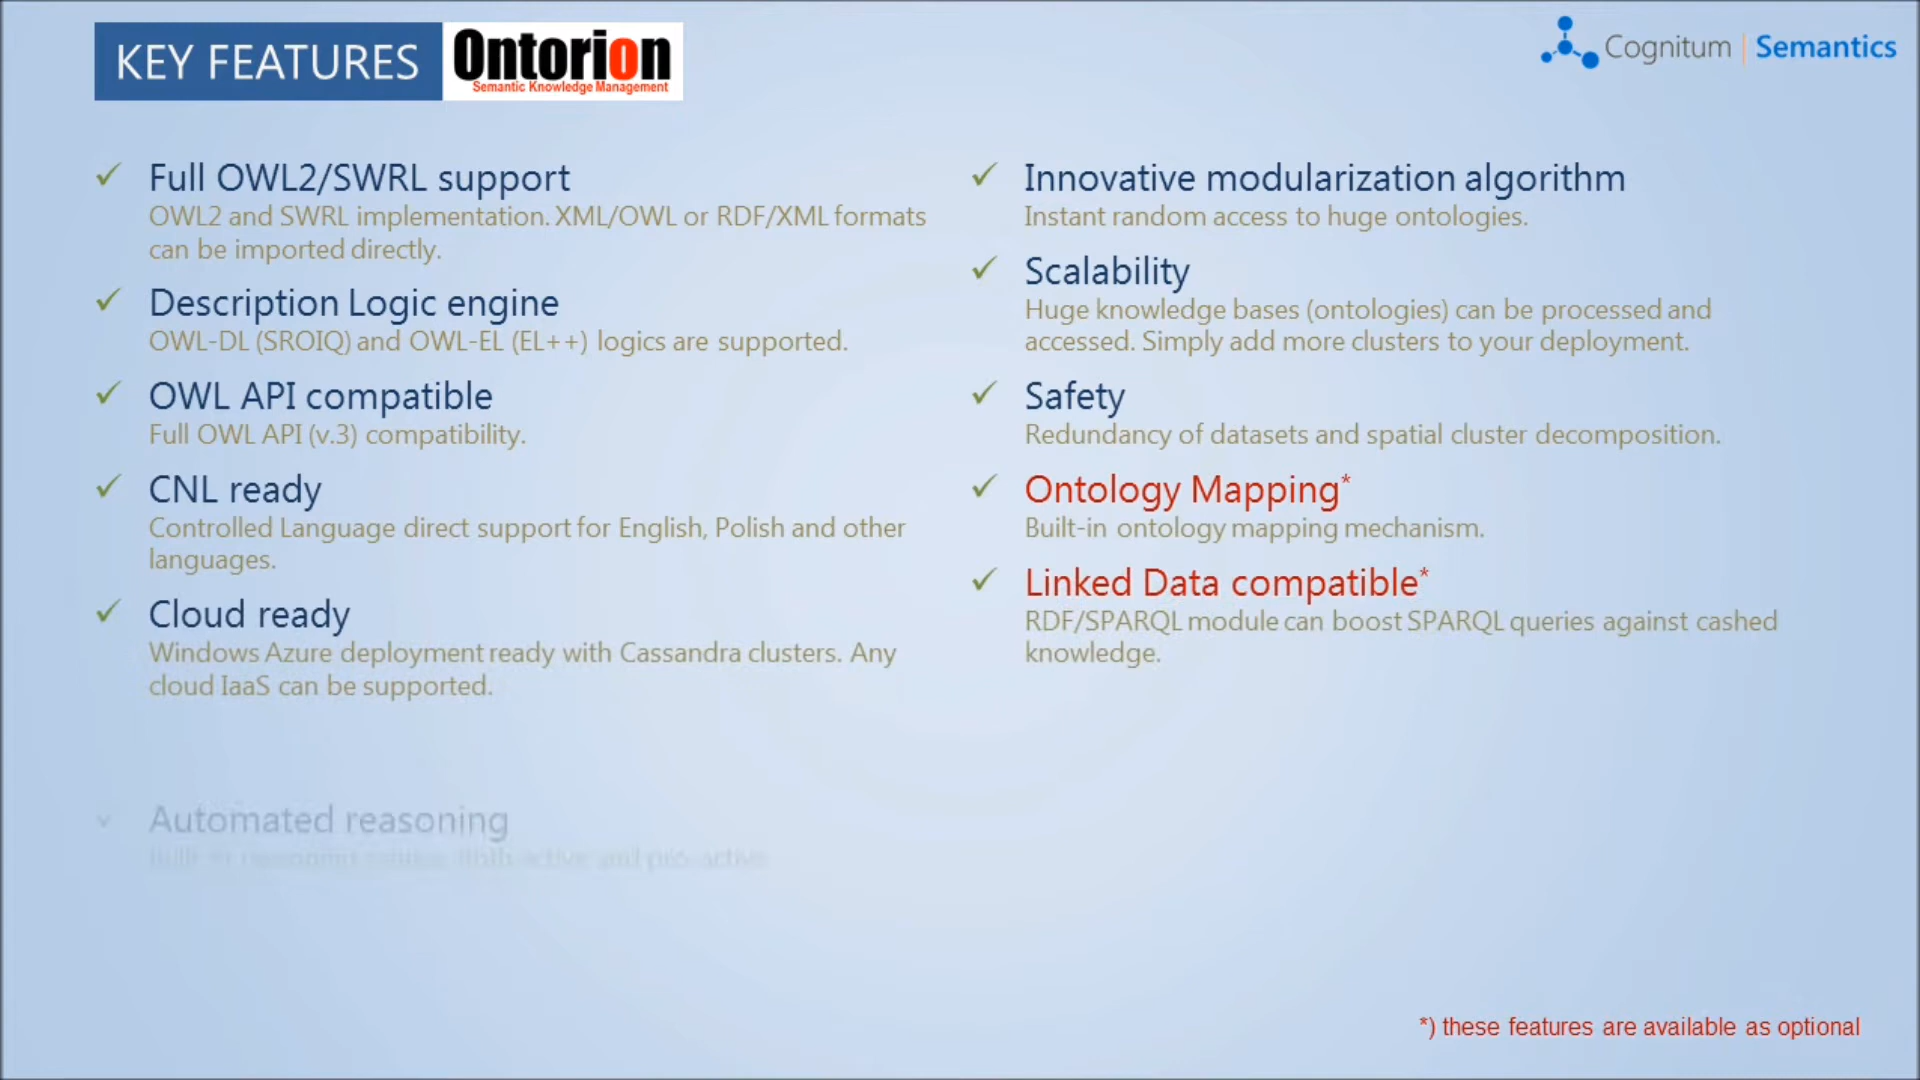 KEY FEATURES
Ontorion
Semantic Knowledge Management
Cognitum | Semantics
Full OWL2/SWRL support
OWL2 and SWRL implementation. XML/OWL or RDF/XML formats
can be imported directly.
Description Logic engine
OWL-DL (SROIQ) and OWL-EL (EL++) logics are supported.
OWL API compatible
Full OWL API (v.3) compatibility.
CNL ready
Controlled Language direct support for English, Polish and other
languages.
Cloud ready
Windows Azure deployment ready with Cassandra clusters. Any
cloud IaaS can be supported.
Automated reasoning
and pro-active
Innovative modularization algorithm
Instant random access to huge ontologies.
Scalability
Huge knowledge bases (ontologies) can be processed and
accessed. Simply add more clusters to your deployment.
Safety
Redundancy of datasets and spatial cluster decomposition.
Ontology Mapping*
Built-in ontology mapping mechanism.
Linked Data compatible*
RDF/SPARQL module can boost SPARQL queries against cashed
knowledge.
*) these features are available as optional